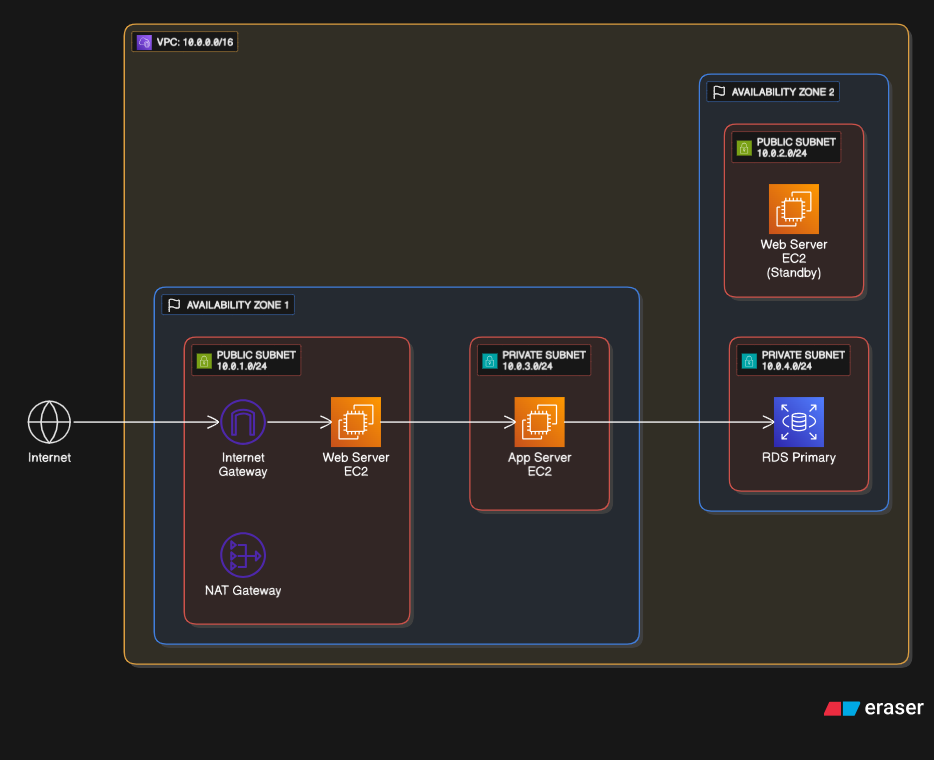 VPC: 10.0.0.0/16
AVAILABILITY ZONE 2
PUBLIC SUBNET
10.0.2.0/24
Web Server
EC2
(Standby)
AVAILABILITY ZONE 1
PUBLIC SUBNET
10.0.1.0/24
PRIVATE SUBNET
10.0.3.0/24
PRIVATE SUBNET
10.0.4.0/24
Internet
Internet
Gateway
Web Server
EC2
App Server
EC2
RDS Primary
NAT Gateway
eraser